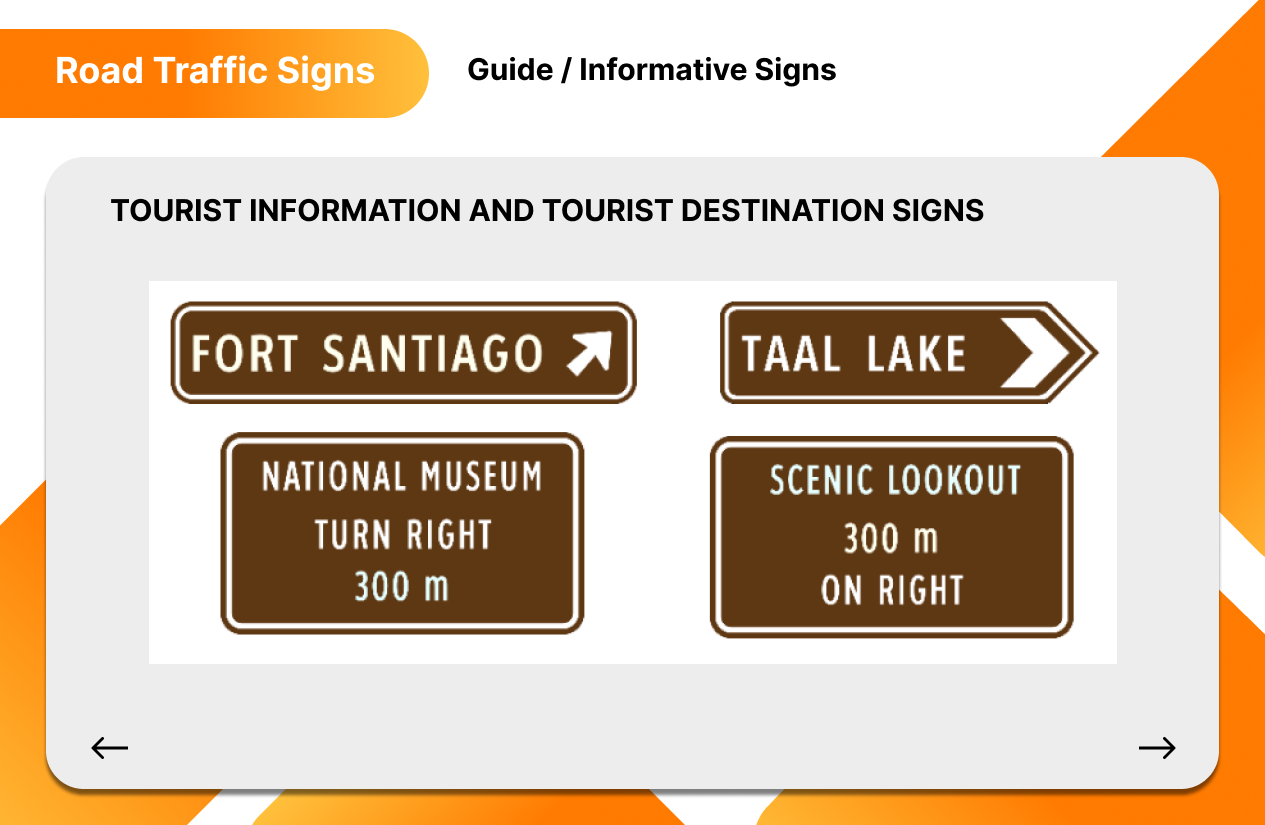 Road Traffic Signs
Guide / Informative Signs
TOURIST INFORMATION AND TOURIST DESTINATION SIGNS
FORT SANTIAGO
TAAL LAKE
NATIONAL MUSEUM
TURN RIGHT
300 m
SCENIC LOOKOUT
300 m
ON RIGHT